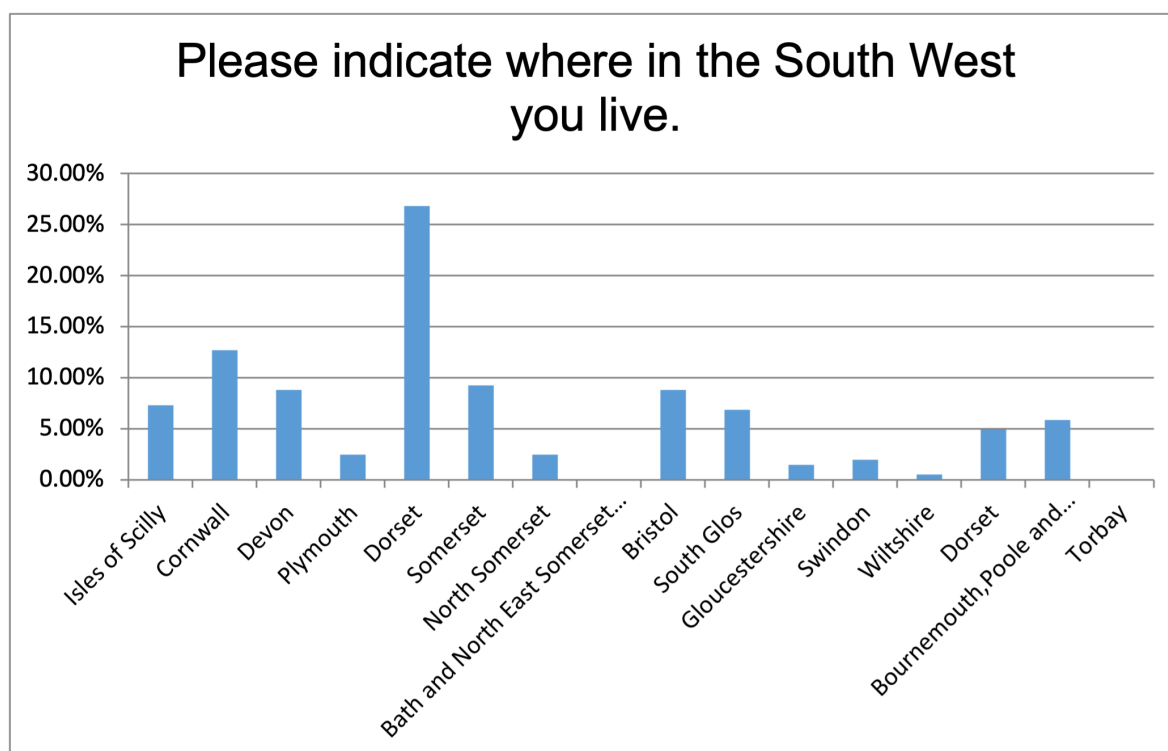 Please indicate where in the South West
you live.
30.00%
25.00%
20.00%
15.00%
10.00%
5.00%
0.00%
Isles of Scilly
Cornwall
Devon
Plymouth
Dorset
Somerset
North Somerset
Bath and North East Somerset...
Bristol
South Glos
Gloucestershire
Swindon
Wiltshire
Dorset
Bournemouth,Poole and...
Torbay